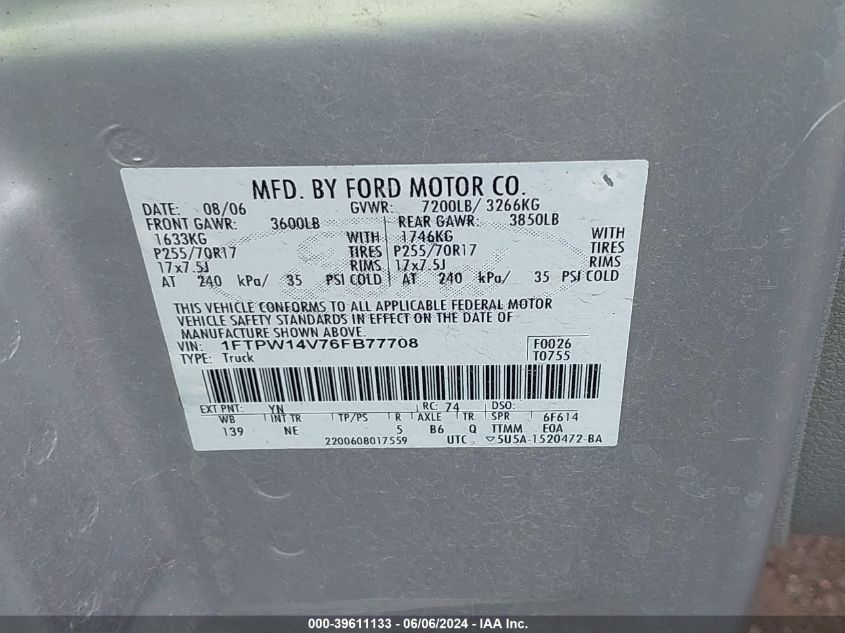 MFD. BY FORD MOTOR CO.
DATE: 08/06 GVWR: 7200LB/ 3266KG
FRONT GAWR: 3600LB REAR GAWR: 3850LB
1633KG WITH 1746KG WITH
P255/70R17 TIRES P255/70R17 TIRES
17x7.5J RIMS 17x7.5J RIMS
AT 240 kPa/ 35 PSI COLD AT 240 kPa/ 35 PSI COLD
THIS VEHICLE CONFORMS TO ALL APPLICABLE FEDERAL MOTOR
VEHICLE SAFETY STANDARDS IN EFFECT ON THE DATE OF
MANUFACTURE SHOWN ABOVE.
VIN: 1FTPW14V76FB77708 F0026
TYPE: Truck T0755
EXT PNT: YN RC: 74 DSO:
WB INT TR TP/PS R AXLE TR SPR 6F614
139 NE 5 B6 Q TTMM E0A
2200608017559 UTC ▽5U5A-1520472-BA
000-39611133 - 06/06/2024 - IAA Inc.